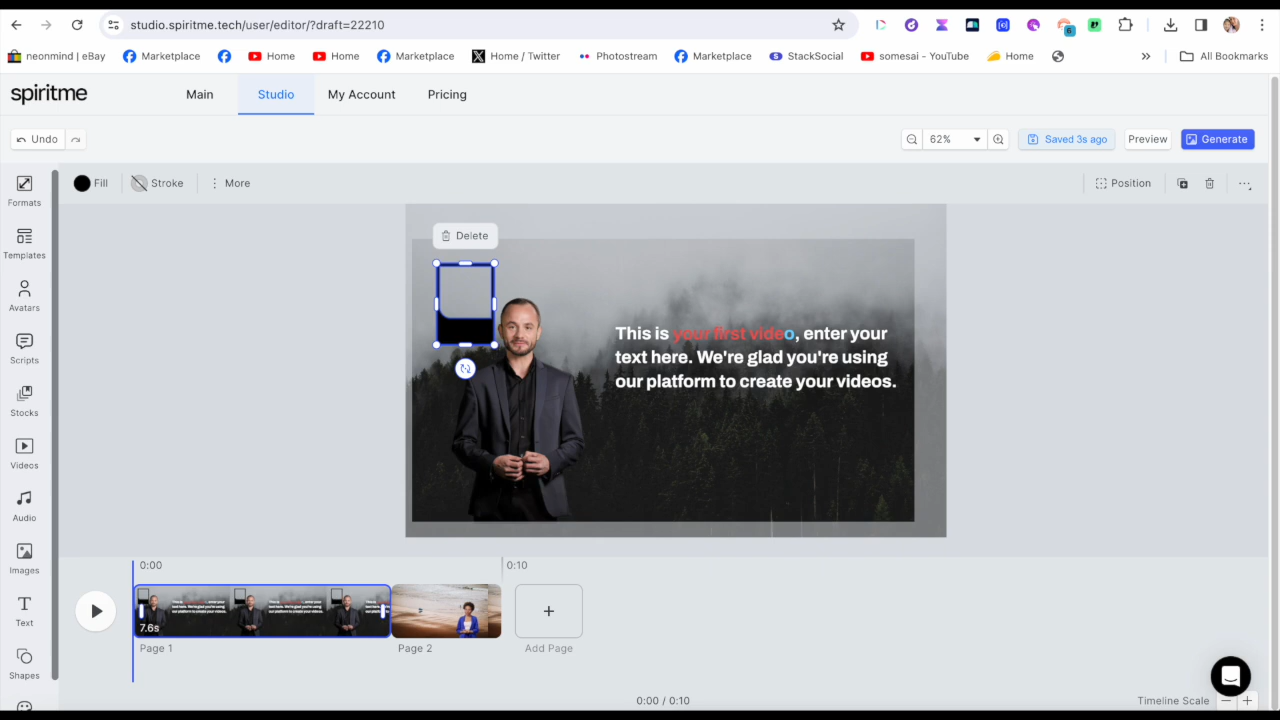 studio.spiritme.tech/user/editor/?draft=22210
6
neonmind | eBay
Marketplace
Home
Home
Marketplace
Home / Twitter
Photostream
Marketplace
StackSocial
somesai – YouTube
Home
»
All Bookmarks
spiritme
Main
Studio
My Account
Pricing
Undo
62%
Saved 3s ago
Preview
Generate
Formats
Templates
Avatars
Scripts
Stocks
Videos
Audio
Images
Text
Shapes
Fill
Stroke
More
Position
Delete
This is your first video, enter your
text here. We're glad you're using
our platform to create your videos.
0:00
0:10
7.6s
Page 1
Page 2
Add Page
0:00 / 0:10
Timeline Scale